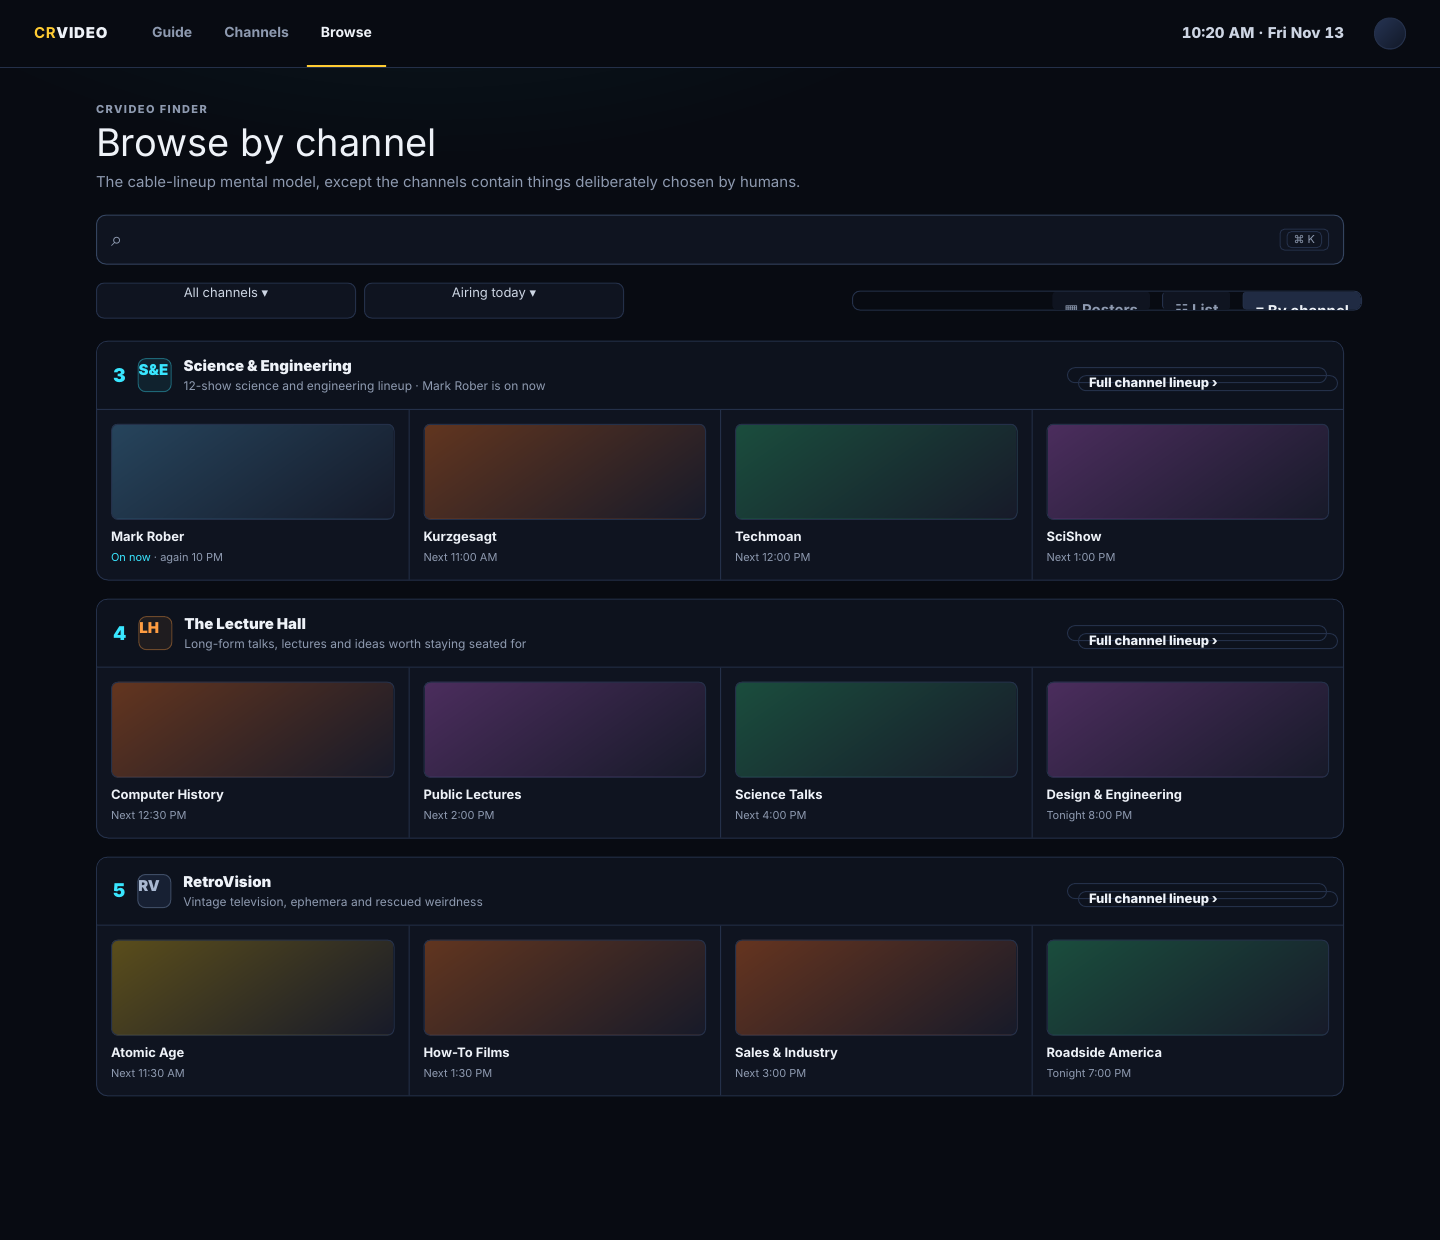 CRVIDEO
Guide
Channels
Browse
10:20 AM · Fri Nov 13
CRVIDEO FINDER
Browse by channel
The cable-lineup mental model, except the channels contain things deliberately chosen by humans.
⌘ K
All channels ▾
Airing today ▾
Posters
List
By channel
3
S&E
Science & Engineering
12-show science and engineering lineup · Mark Rober is on now
Full channel lineup ›
Mark Rober
On now · again 10 PM
Kurzgesagt
Next 11:00 AM
Techmoan
Next 12:00 PM
SciShow
Next 1:00 PM
4
LH
The Lecture Hall
Long-form talks, lectures and ideas worth staying seated for
Full channel lineup ›
Computer History
Next 12:30 PM
Public Lectures
Next 2:00 PM
Science Talks
Next 4:00 PM
Design & Engineering
Tonight 8:00 PM
5
RV
RetroVision
Vintage television, ephemera and rescued weirdness
Full channel lineup ›
Atomic Age
Next 11:30 AM
How-To Films
Next 1:30 PM
Sales & Industry
Next 3:00 PM
Roadside America
Tonight 7:00 PM